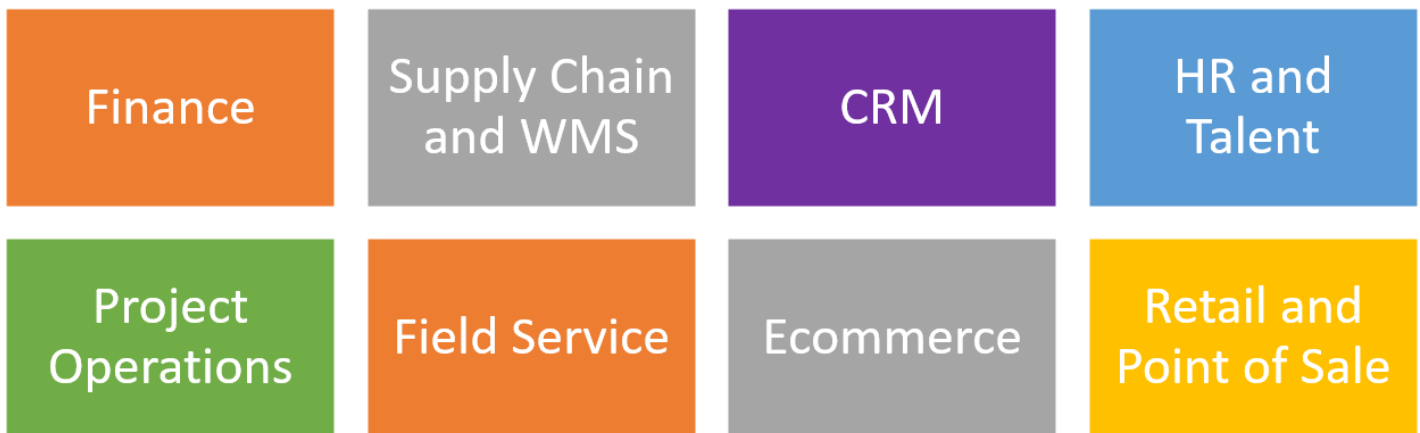 Finance
Supply Chain
and WMS
CRM
HR and
Talent
Project
Operations
Field Service
Ecommerce
Retail and
Point of Sale